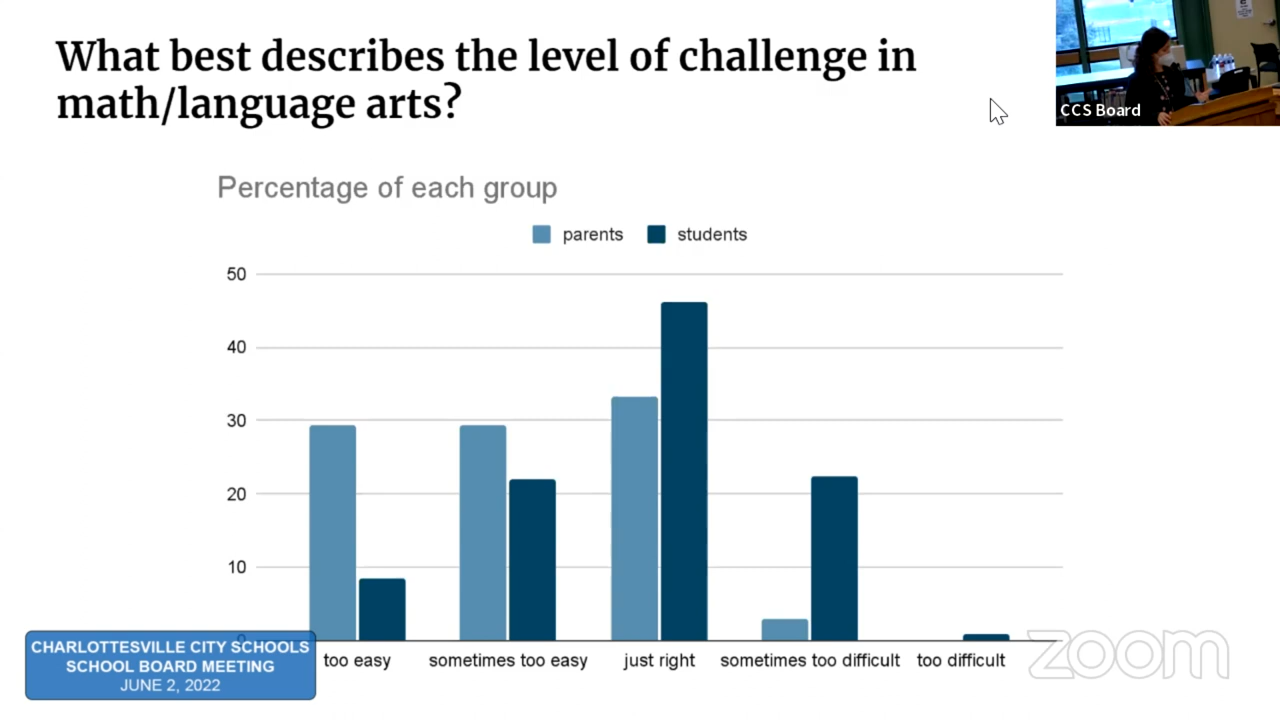 What best describes the level of challenge in
math/language arts?
CCS Board
Percentage of each group
parents students
50
40
30
20
10
0
too easy sometimes too easy just right sometimes too difficult too difficult
CHARLOTTESVILLE CITY SCHOOLS
SCHOOL BOARD MEETING
JUNE 2, 2022
zoom